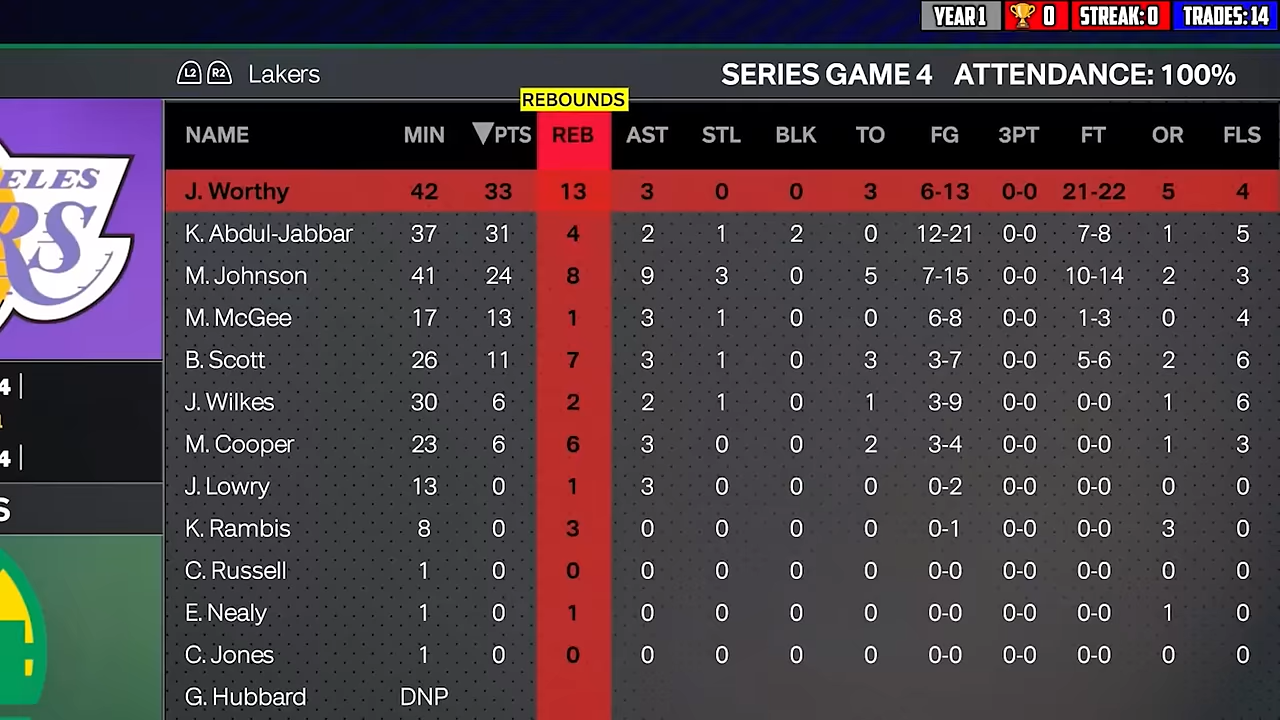 YEAR 1 0 STREAK: 0 TRADES: 14
L2 R2 Lakers SERIES GAME 4 ATTENDANCE: 100%
REBOUNDS
NAME MIN PTS REB AST STL BLK TO FG 3PT FT OR FLS
J. Worthy 42 33 13 3 0 0 3 6-13 0-0 21-22 5 4
K. Abdul-Jabbar 37 31 4 2 1 2 0 12-21 0-0 7-8 1 5
M. Johnson 41 24 8 9 3 0 5 7-15 0-0 10-14 2 3
M. McGee 17 13 1 3 1 0 0 6-8 0-0 1-3 0 4
B. Scott 26 11 7 3 1 0 3 3-7 0-0 5-6 2 6
J. Wilkes 30 6 2 2 1 0 1 3-9 0-0 0-0 1 6
M. Cooper 23 6 6 3 0 0 2 3-4 0-0 0-0 1 3
J. Lowry 13 0 1 3 0 0 0 0-2 0-0 0-0 0 0
K. Rambis 8 0 3 0 0 0 0 0-1 0-0 0-0 3 0
C. Russell 1 0 0 0 0 0 0 0-0 0-0 0-0 0 0
E. Nealy 1 0 1 0 0 0 0 0-0 0-0 0-0 1 0
C. Jones 1 0 0 0 0 0 0 0-0 0-0 0-0 0 0
G. Hubbard DNP
ELES
RS
4
4
S